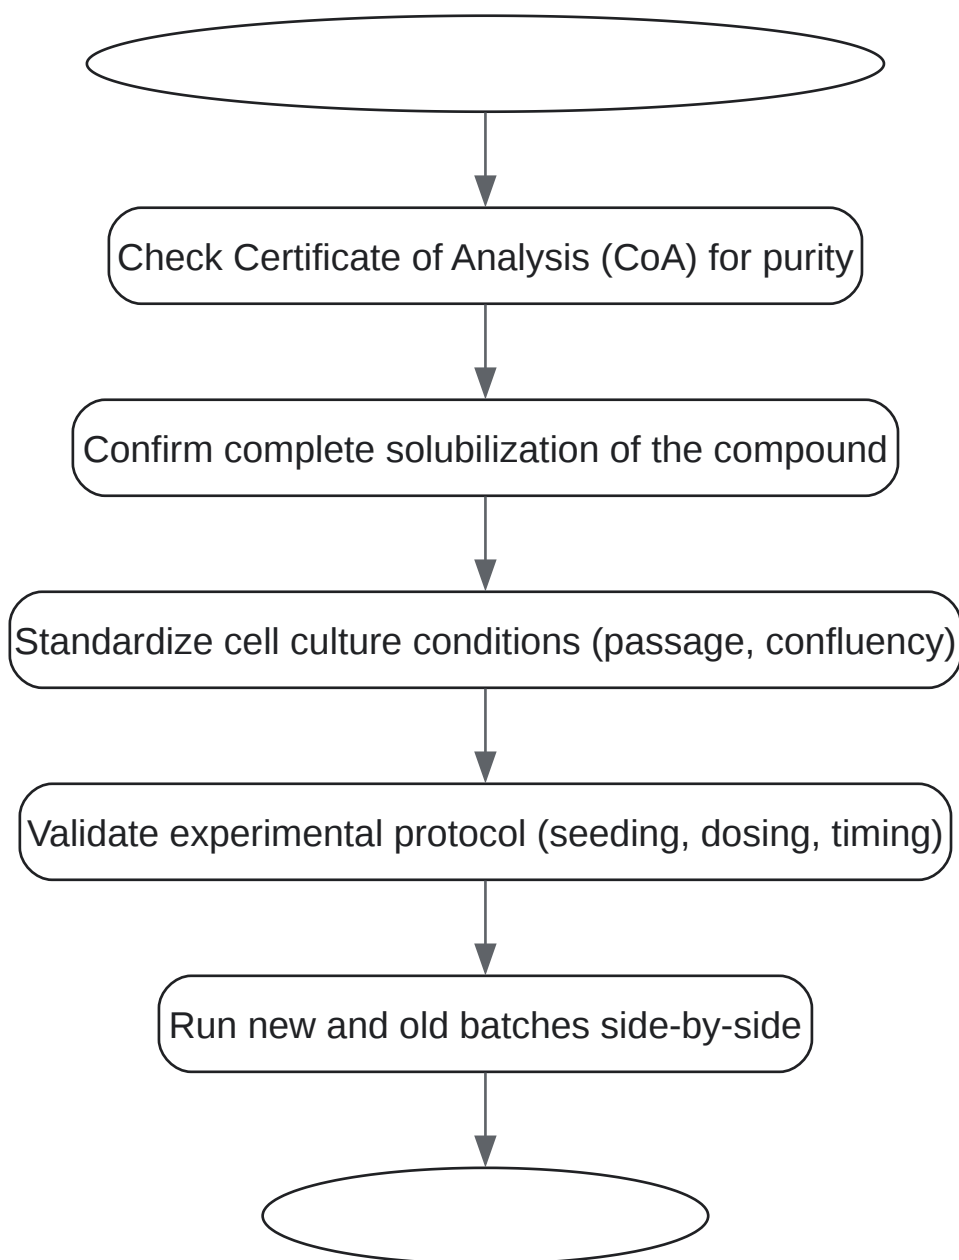 Check Certificate of Analysis (CoA) for purity
Confirm complete solubilization of the compound
Standardize cell culture conditions (passage, confluency)
Validate experimental protocol (seeding, dosing, timing)
Run new and old batches side-by-side